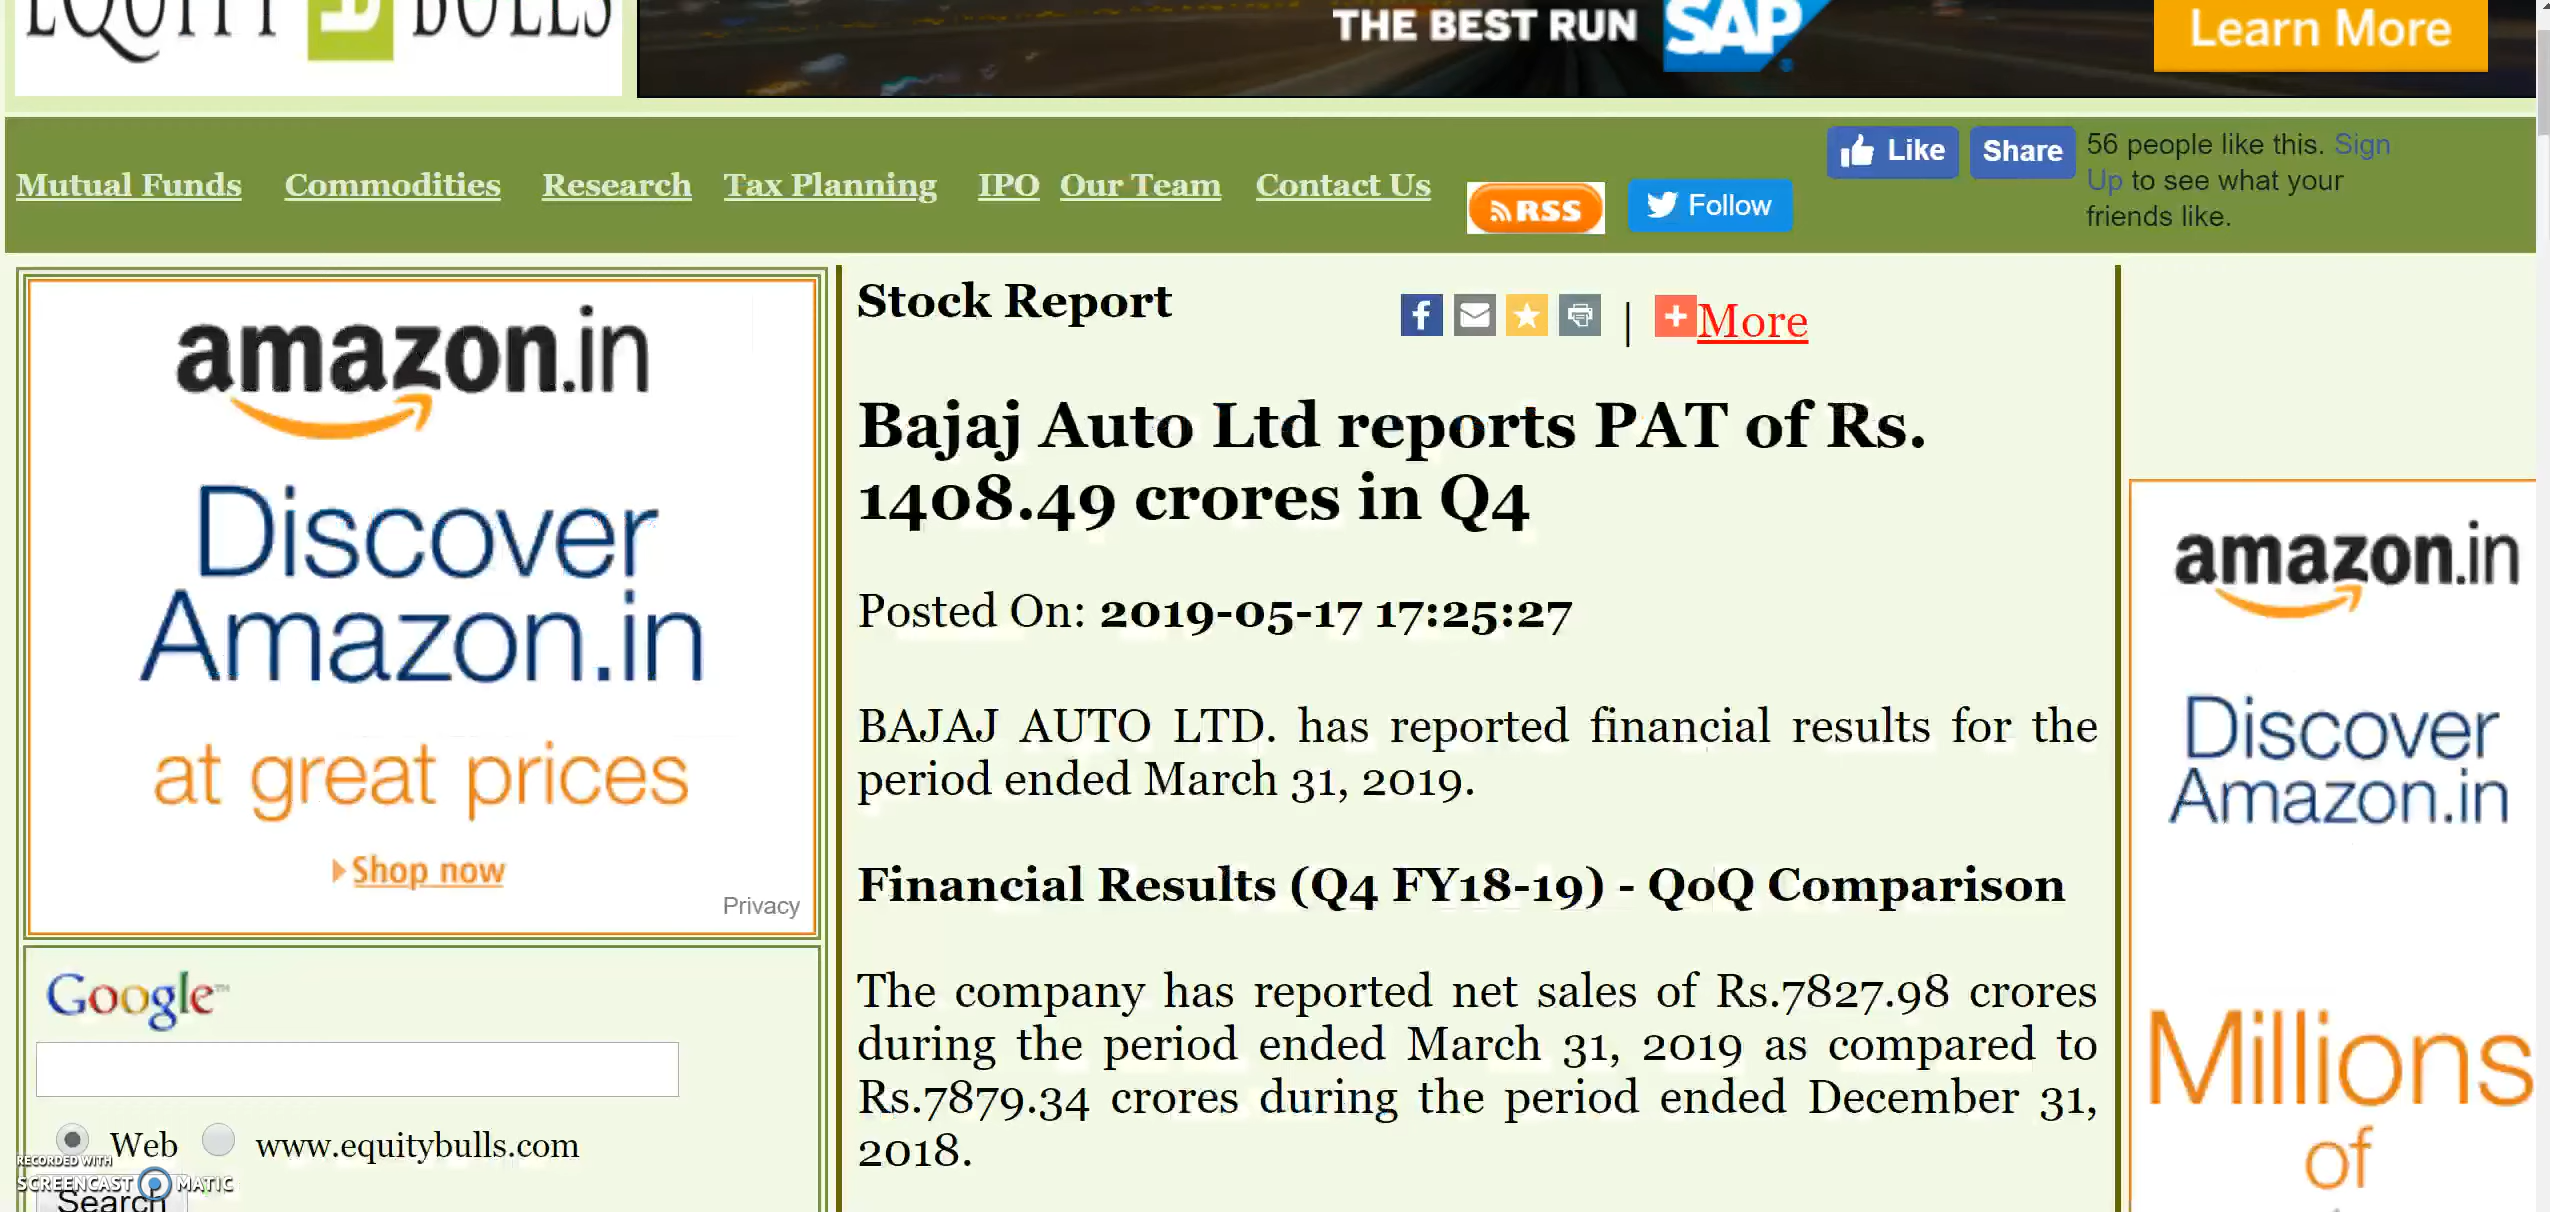 EQUITY BULLS
THE BEST RUN SAP
Learn More
Mutual Funds Commodities Research Tax Planning IPO Our Team Contact Us
RSS
Follow
Like Share
56 people like this. Sign
Up to see what your
friends like.
amazon.in
Discover
Amazon.in
at great prices
Shop now
Privacy
Google™
Web www.equitybulls.com
RECORDED WITH
SCREENCAST MATIC
Search
Stock Report
| More
Bajaj Auto Ltd reports PAT of Rs.
1408.49 crores in Q4
Posted On: 2019-05-17 17:25:27
BAJAJ AUTO LTD. has reported financial results for the
period ended March 31, 2019.
Financial Results (Q4 FY18-19) - QoQ Comparison
The company has reported net sales of Rs.7827.98 crores
during the period ended March 31, 2019 as compared to
Rs.7879.34 crores during the period ended December 31,
2018.
amazon.in
Discover
Amazon.in
Millions
of